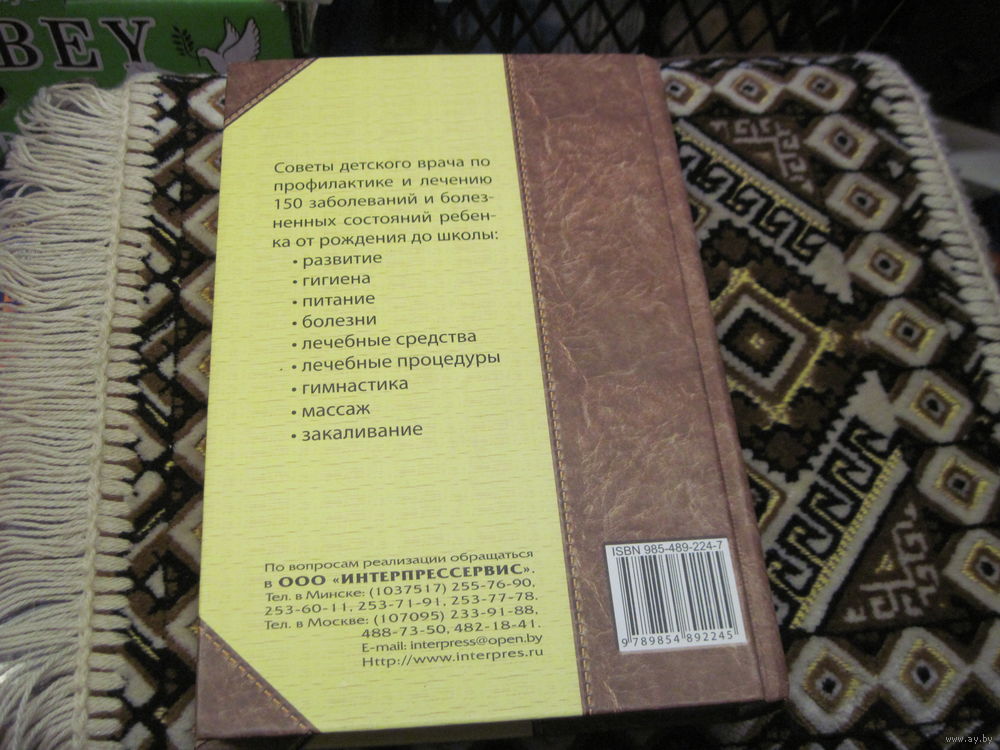 BEY
Советы детского врача по
профилактике и лечению
150 заболеваний и болез-
ненных состояний ребен-
ка от рождения до школы:
• развитие
• гигиена
• питание
• болезни
• лечебные средства
• лечебные процедуры
• гимнастика
• массаж
• закаливание
По вопросам реализации обращаться
в ООО «ИНТЕРПРЕССЕРВИС».
Тел. в Минске: (1037517) 255-76-90,
253-60-11, 253-71-91, 253-77-78.
Тел. в Москве: (107095) 233-91-88,
488-73-50, 482-18-41.
E-mail: interpress@open.by
Http://www.interpres.ru
ISBN 985-489-224-7
9 789854 892245
www.ay.by